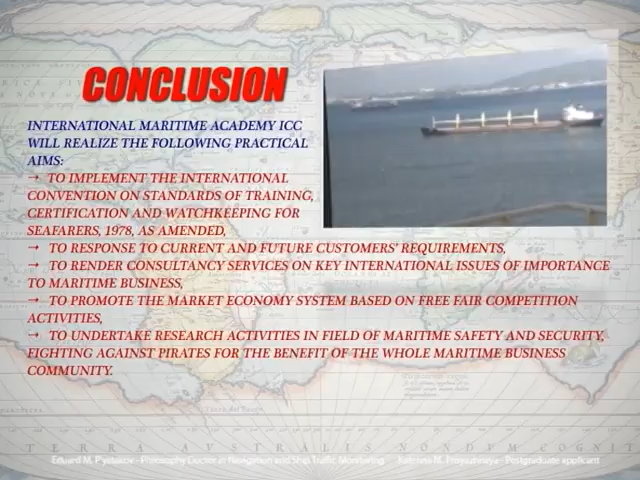 CONCLUSION
INTERNATIONAL MARITIME ACADEMY ICC
WILL REALIZE THE FOLLOWING PRACTICAL
AIMS:
→ TO IMPLEMENT THE INTERNATIONAL
CONVENTION ON STANDARDS OF TRAINING,
CERTIFICATION AND WATCHKEEPING FOR
SEAFARERS, 1978, AS AMENDED,
→ TO RESPONSE TO CURRENT AND FUTURE CUSTOMERS' REQUIREMENTS,
→ TO RENDER CONSULTANCY SERVICES ON KEY INTERNATIONAL ISSUES OF IMPORTANCE
TO MARITIME BUSINESS,
→ TO PROMOTE THE MARKET ECONOMY SYSTEM BASED ON FREE FAIR COMPETITION
ACTIVITIES,
→ TO UNDERTAKE RESEARCH ACTIVITIES IN FIELD OF MARITIME SAFETY AND SECURITY,
FIGHTING AGAINST PIRATES FOR THE BENEFIT OF THE WHOLE MARITIME BUSINESS
COMMUNITY.
TERRA AUSTRALIS NONDUM COGNIT
Eduard M. - Philosophy Doctor in Navigation and Ship Traffic Monitoring M. - Postgraduate applicant